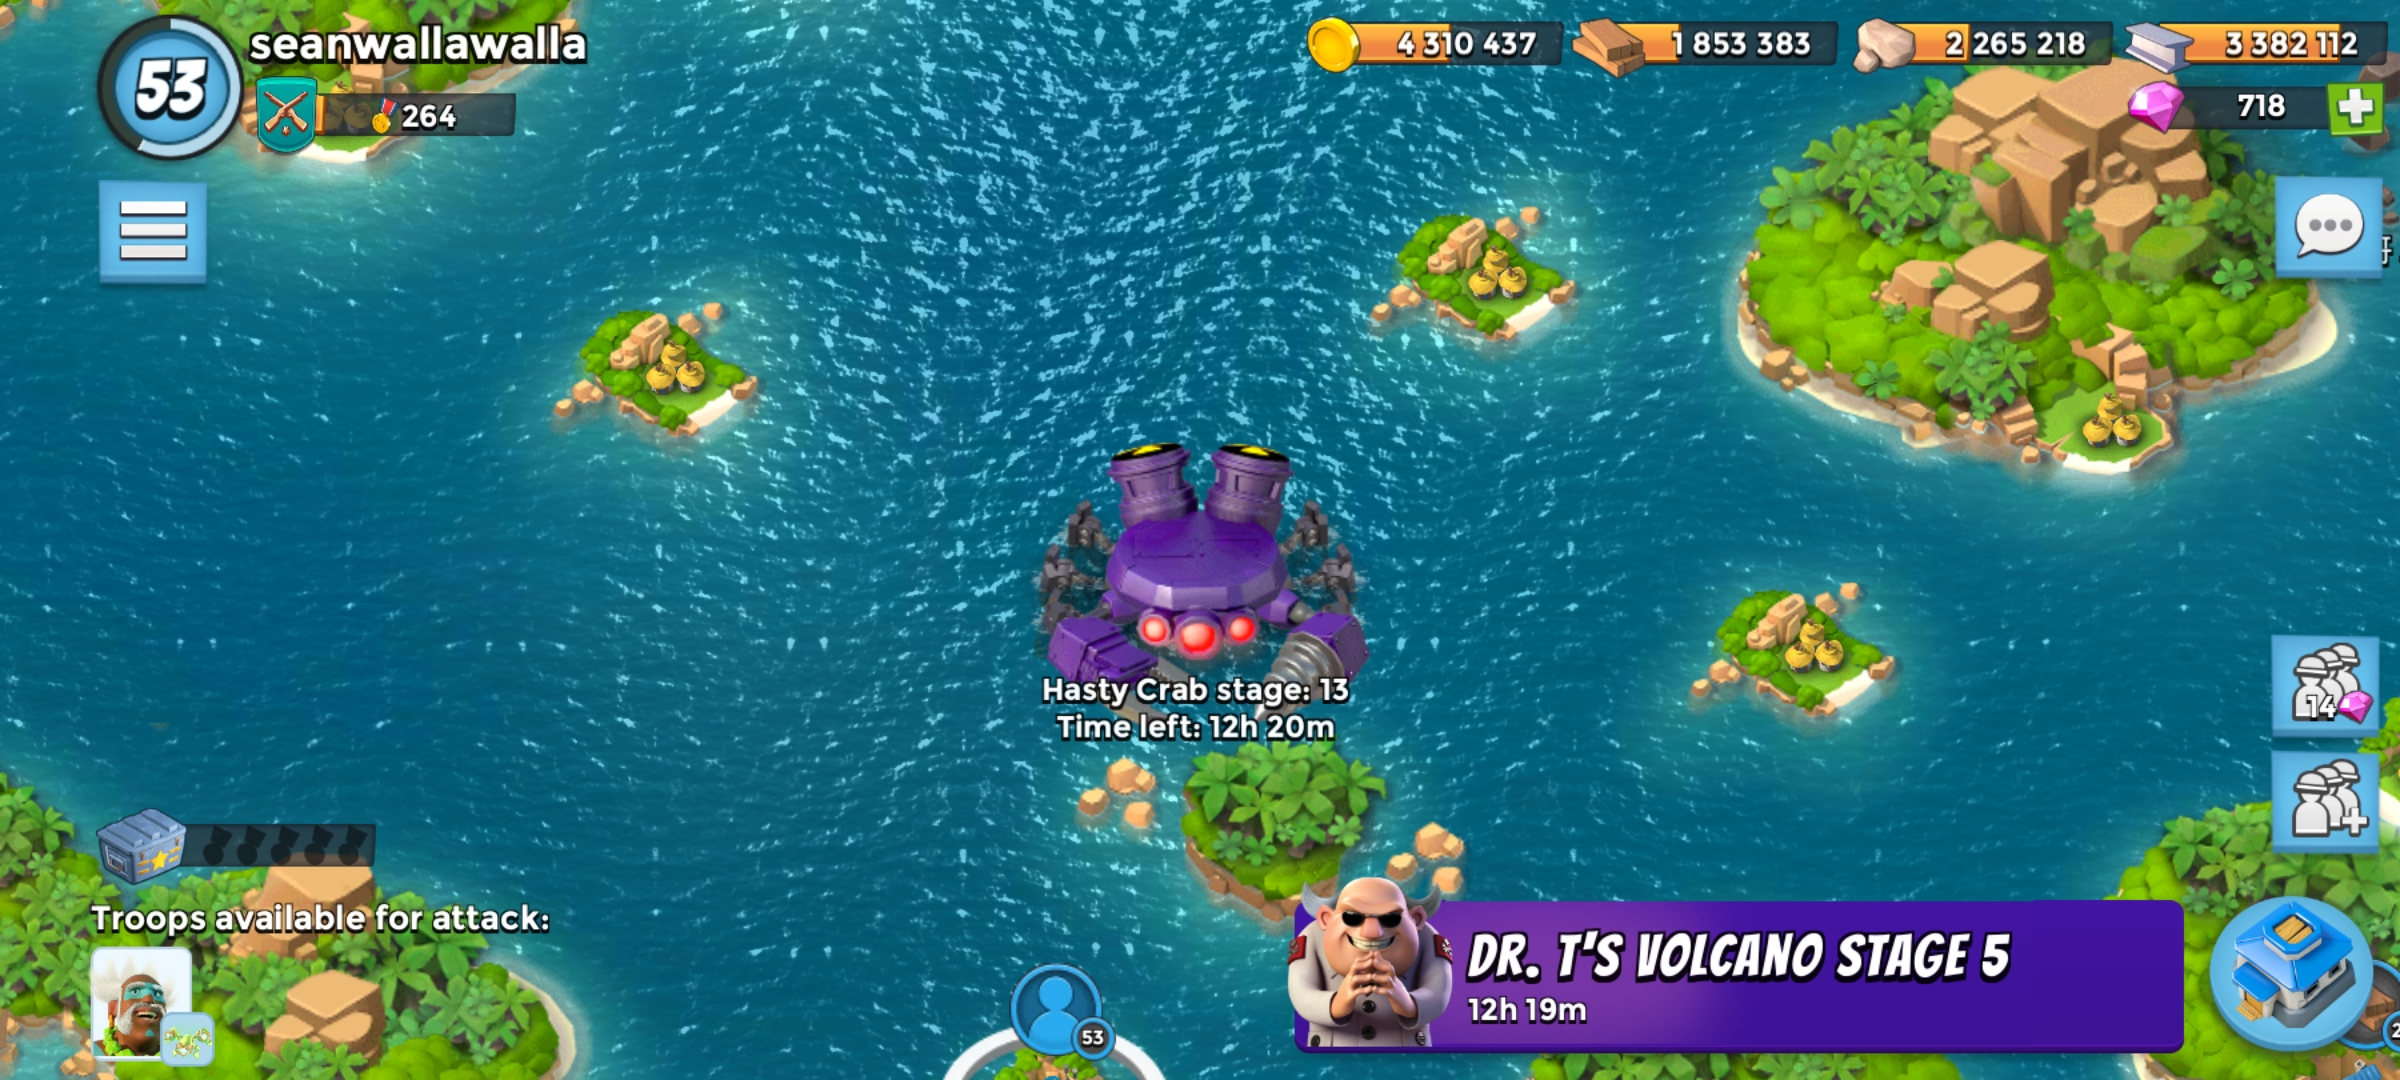 53
seanwallawalla
264
4 310 437
1 853 383
2 265 218
3 382 112
718
Hasty Crab stage: 13
Time left: 12h 20m
14
Troops available for attack:
53
DR. T'S VOLCANO STAGE 5
12h 19m